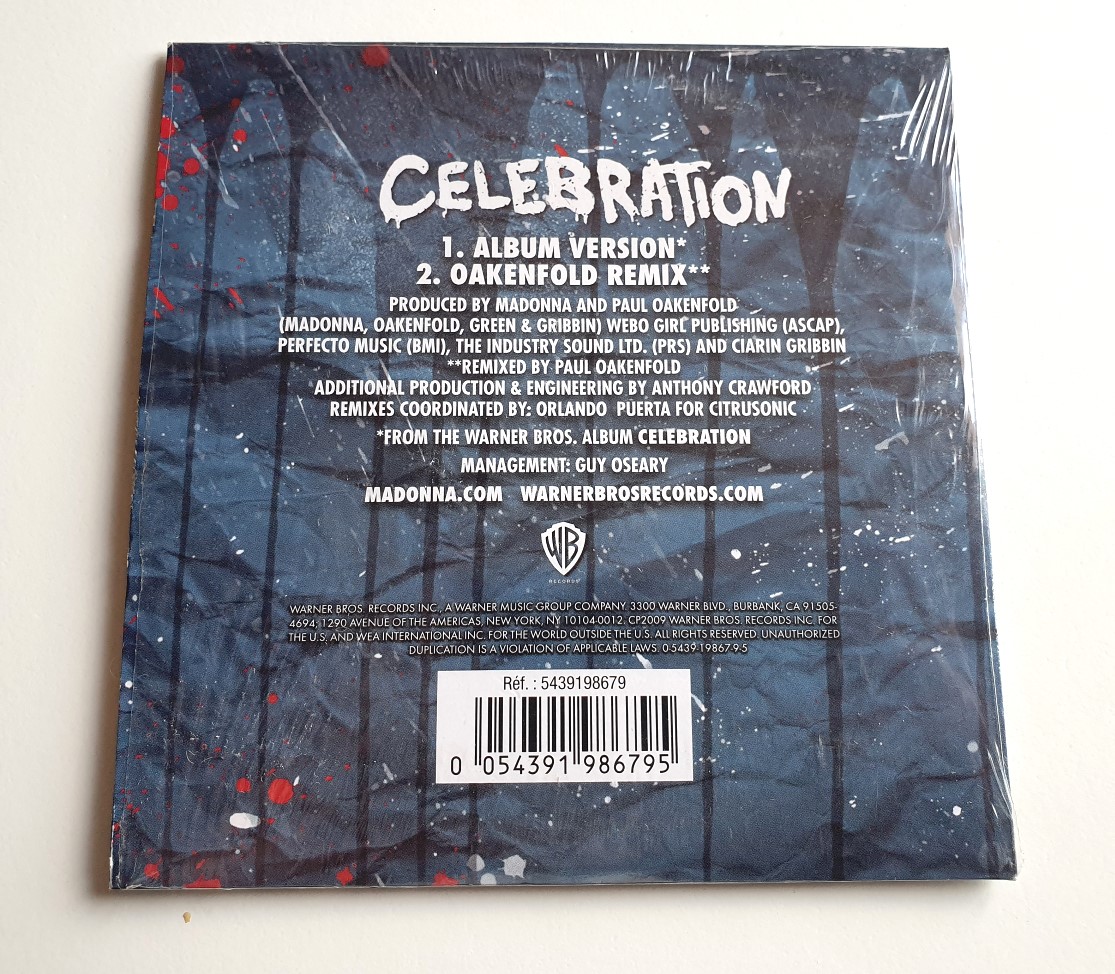 CELEBRATION
1. ALBUM VERSION*
2. OAKENFOLD REMIX**
PRODUCED BY MADONNA AND PAUL OAKENFOLD
(MADONNA, OAKENFOLD, GREEN & GRIBBIN) WEBO GIRL PUBLISHING (ASCAP),
PERFECTO MUSIC (BMI), THE INDUSTRY SOUND LTD. (PRS) AND CIARIN GRIBBIN
**REMIXED BY PAUL OAKENFOLD
ADDITIONAL PRODUCTION & ENGINEERING BY ANTHONY CRAWFORD
REMIXES COORDINATED BY: ORLANDO PUERTA FOR CITRUSONIC
*FROM THE WARNER BROS. ALBUM CELEBRATION
MANAGEMENT: GUY OSEARY
MADONNA.COM WARNERBROSRECORDS.COM
WB
RECORDS
WARNER BROS. RECORDS INC., A WARNER MUSIC GROUP COMPANY. 3300 WARNER BLVD., BURBANK, CA 91505-
4694; 1290 AVENUE OF THE AMERICAS, NEW YORK, NY 10104-0012. CP2009 WARNER BROS. RECORDS INC. FOR
THE U.S. AND WEA INTERNATIONAL INC. FOR THE WORLD OUTSIDE THE U.S. ALL RIGHTS RESERVED. UNAUTHORIZED
DUPLICATION IS A VIOLATION OF APPLICABLE LAWS. 0-5439-19867-9-5
Réf. : 5439198679
0 054391 986795